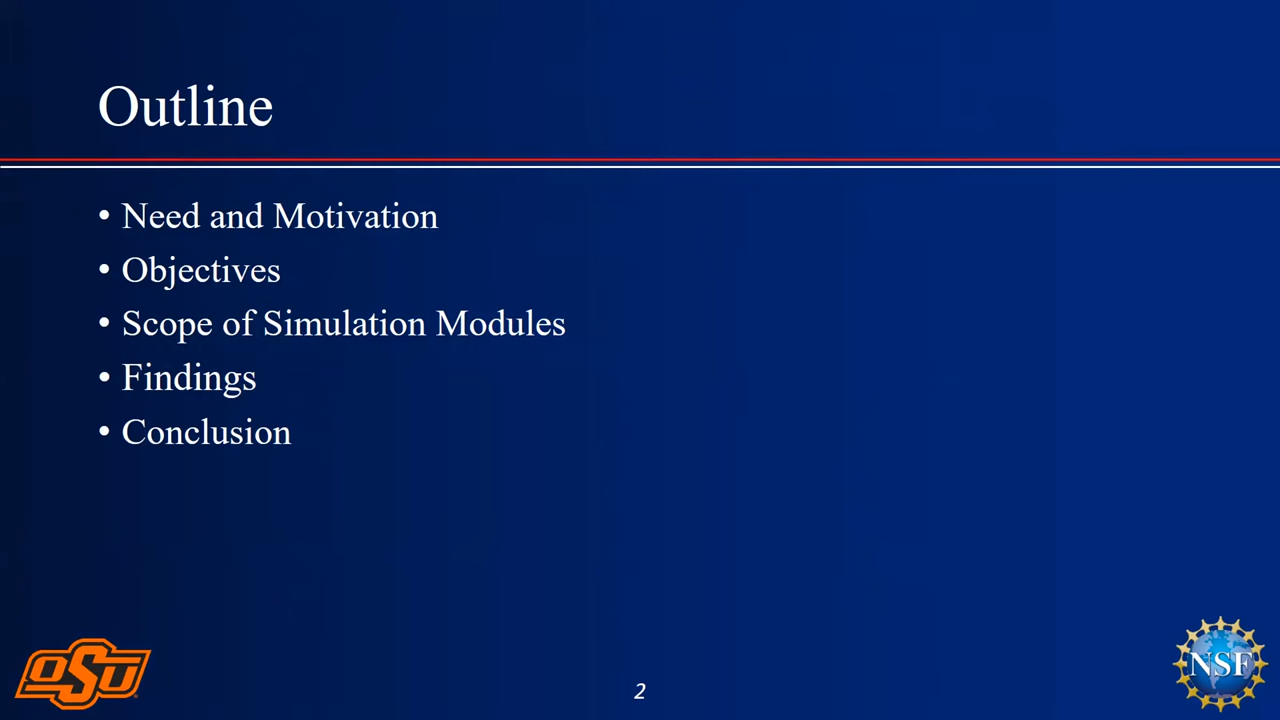 Outline
• Need and Motivation
• Objectives
• Scope of Simulation Modules
• Findings
• Conclusion
OSU
2
NSF